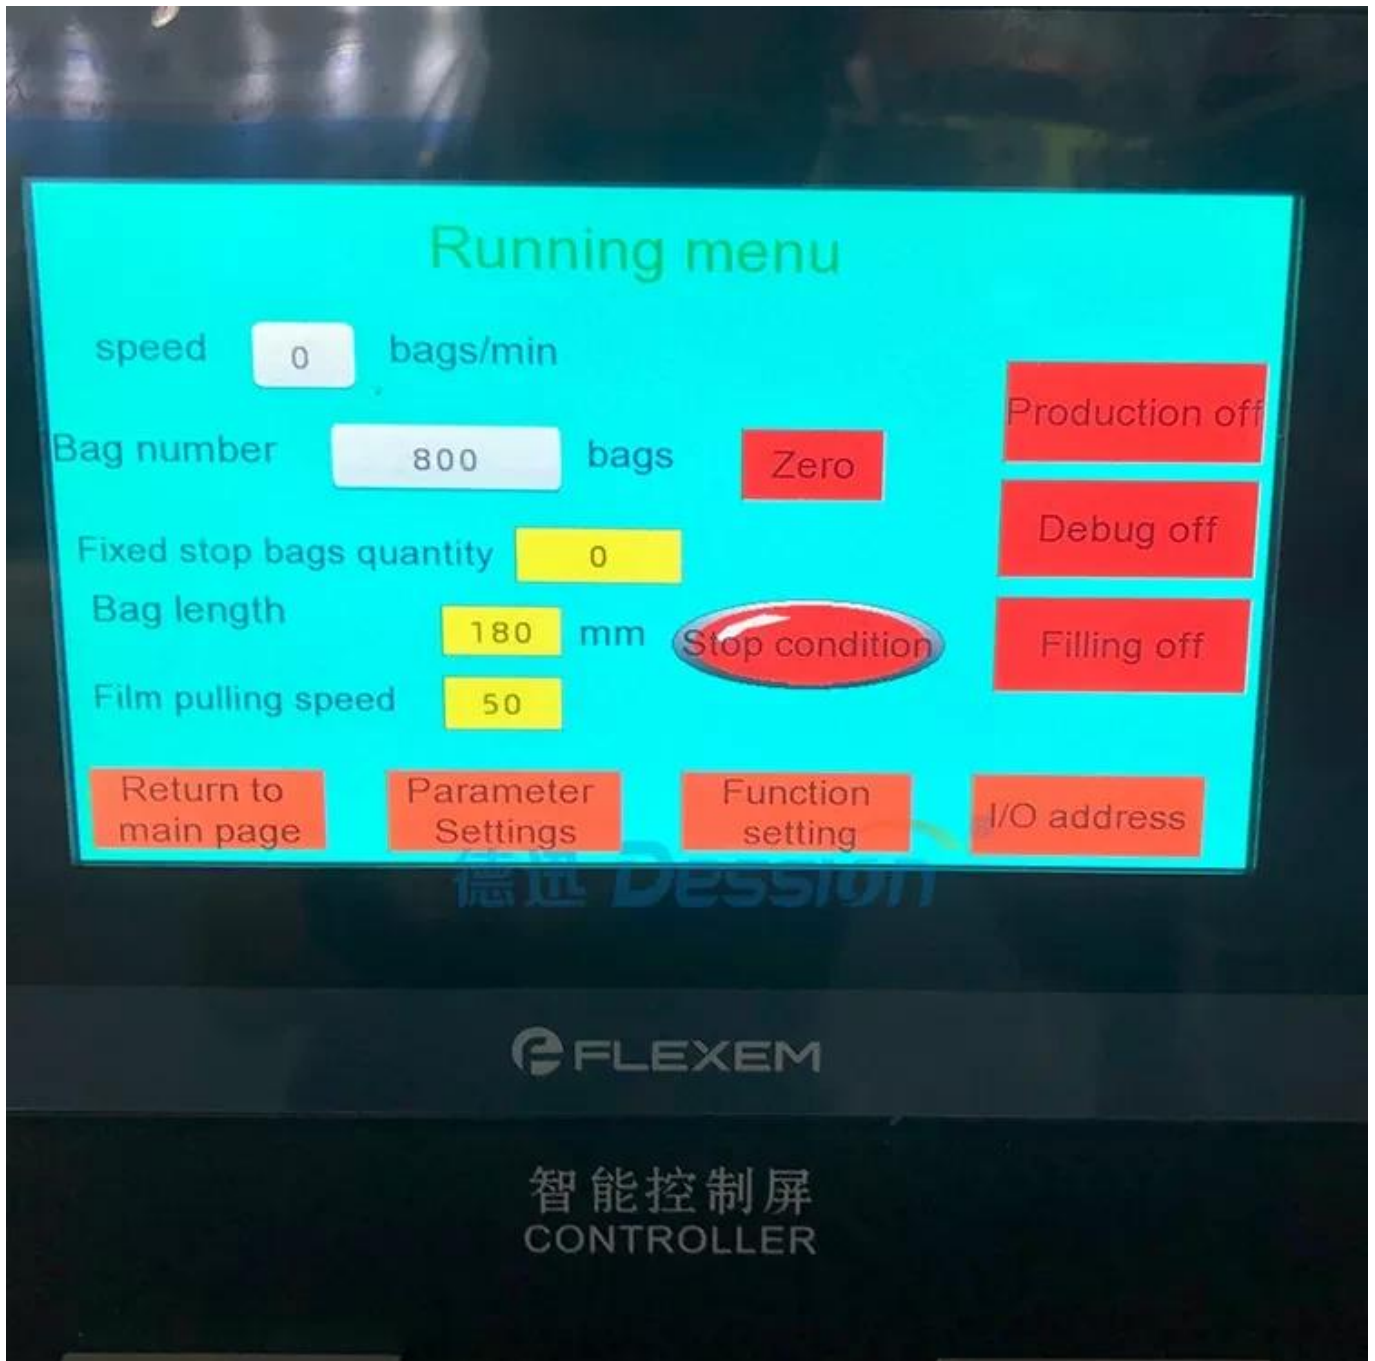 Running menu
speed 0 bags/min
Production off
Bag number 800 bags Zero
Debug off
Fixed stop bags quantity 0
Bag length 180 mm Stop condition Filling off
Film pulling speed 50
Return to
main page
Parameter
Settings
Function
setting
I/O address
德迅 Dession
FLEXEM
智能控制屏
CONTROLLER